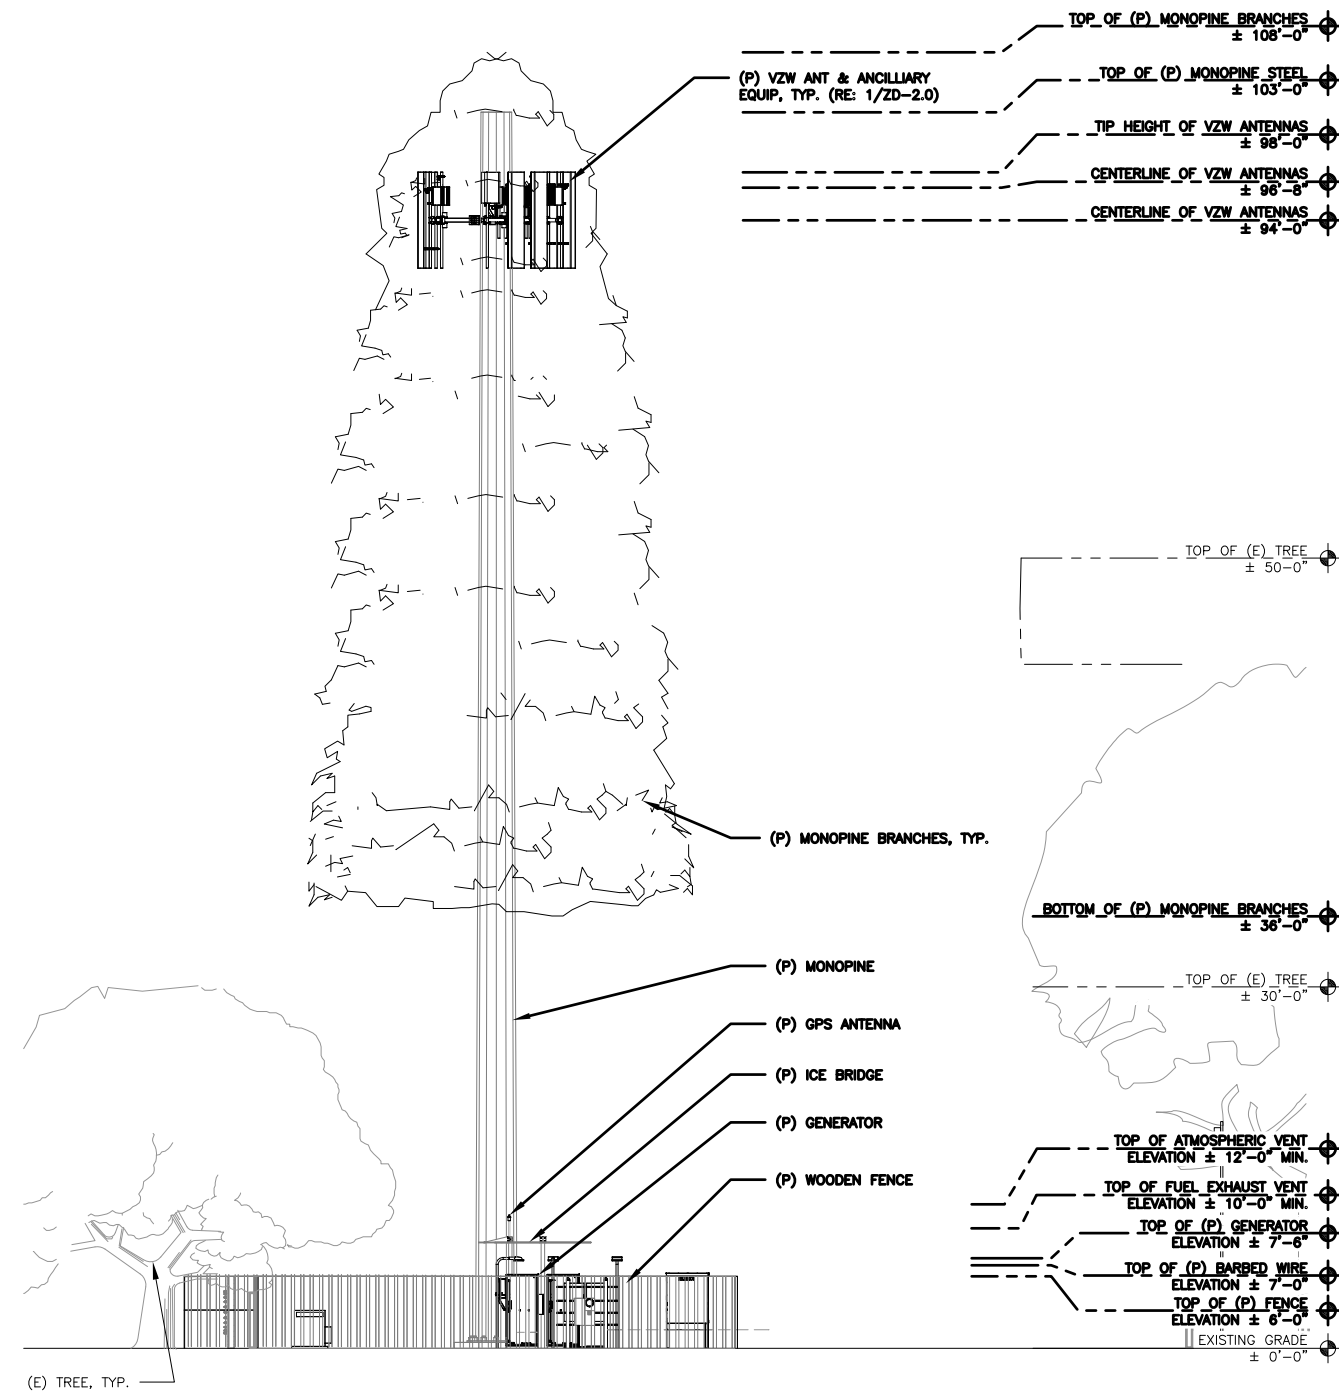 TOP OF (P) MONOPINE BRANCHES
± 108'-0"
(P) VZW ANT & ANCILLIARY
EQUIP, TYP. (RE: 1/ZD-2.0)
TOP OF (P) MONOPINE STEEL
± 103'-0"
TIP HEIGHT OF VZW ANTENNAS
± 98'-0"
CENTERLINE OF VZW ANTENNAS
± 96'-8"
CENTERLINE OF VZW ANTENNAS
± 94'-0"
TOP OF (E) TREE
± 50-0"
(P) MONOPINE BRANCHES, TYP.
BOTTOM OF (P) MONOPINE BRANCHES
± 36'-0"
(P) MONOPINE
TOP OF (E) TREE
± 30'-0"
(P) GPS ANTENNA
(P) ICE BRIDGE
(P) GENERATOR
(P) WOODEN FENCE
TOP OF ATMOSPHERIC VENT
ELEVATION ± 12'-0" MIN.
TOP OF FUEL EXHAUST VENT
ELEVATION ± 10'-0" MIN.
TOP OF (P) GENERATOR
ELEVATION ± 7'-6"
TOP OF (P) BARBED WIRE
ELEVATION ± 7'-0"
TOP OF (P) FENCE
ELEVATION ± 6'-0"
EXISTING GRADE
± 0'-0"
(E) TREE, TYP.